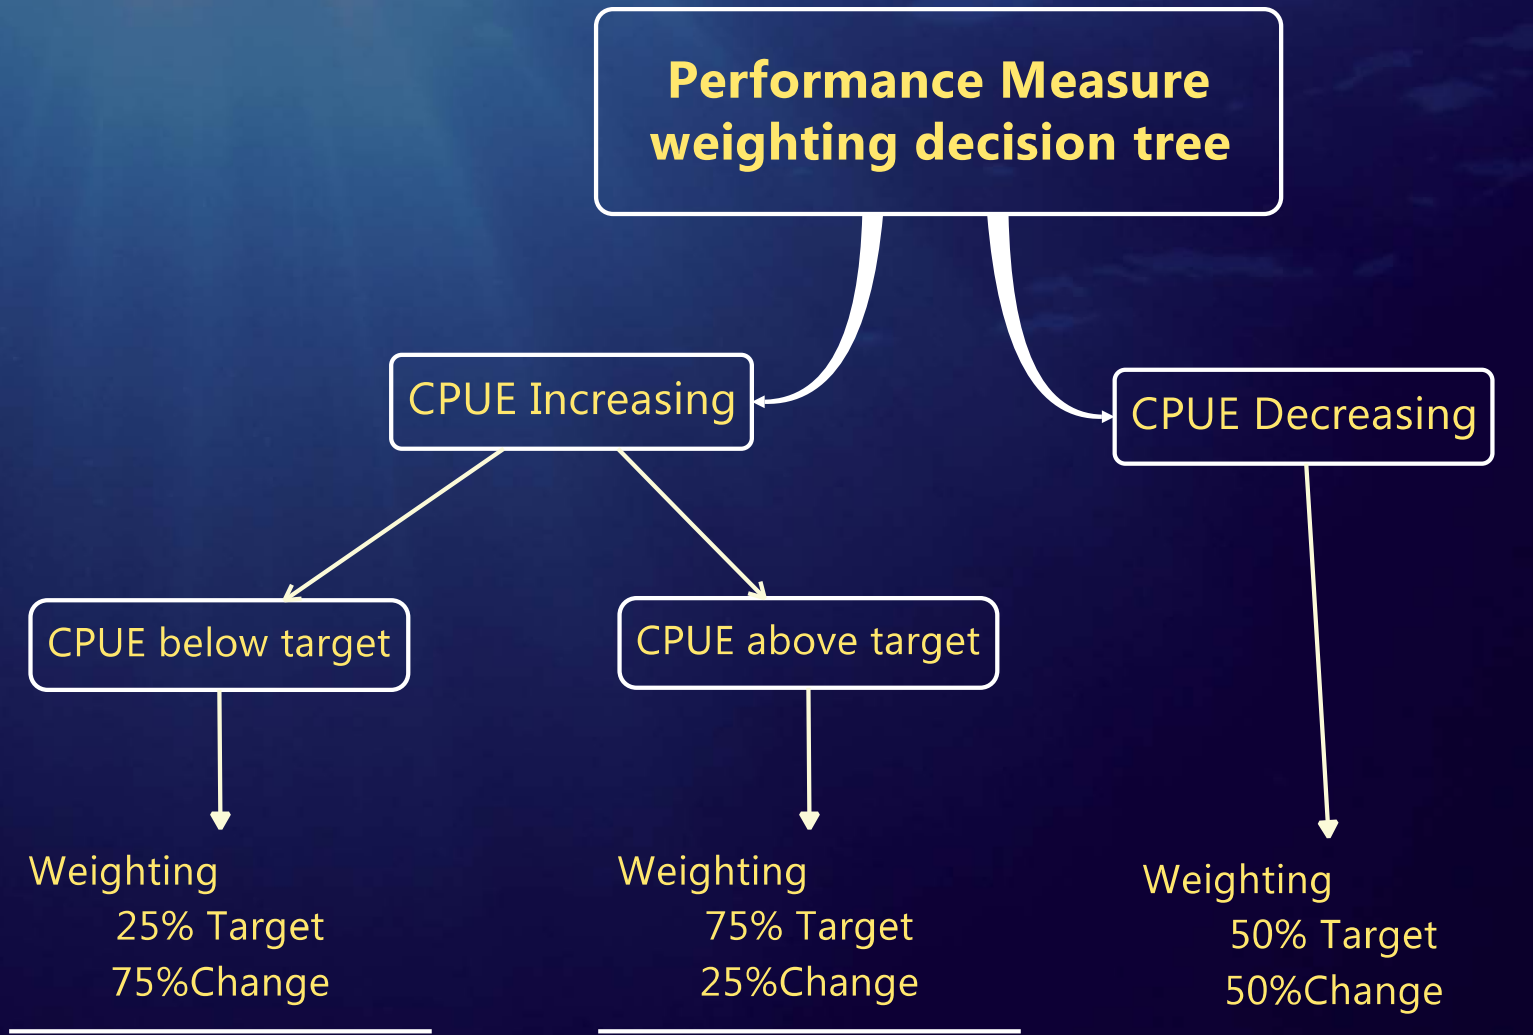 Performance Measure
weighting decision tree
CPUE Increasing
CPUE Decreasing
CPUE below target
CPUE above target
Weighting
25% Target
75%Change
Weighting
75% Target
25%Change
Weighting
50% Target
50%Change